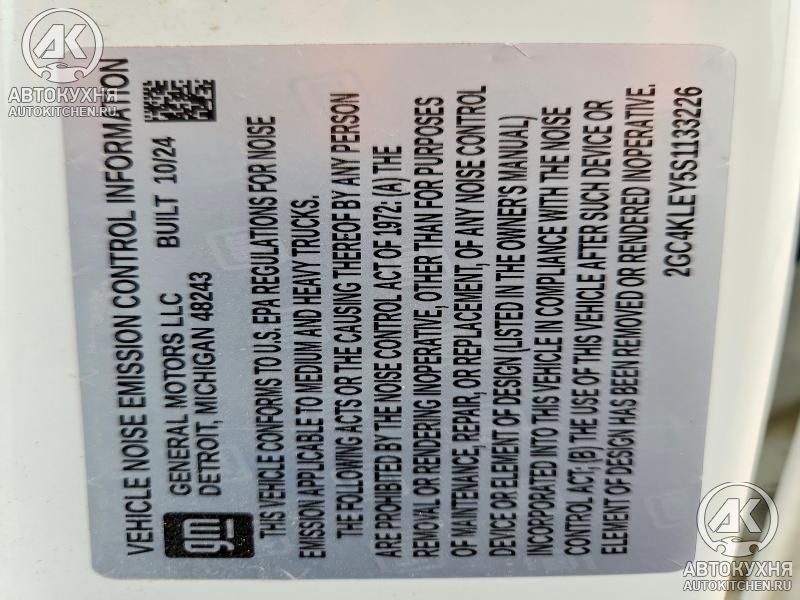 VEHICLE NOISE EMISSION CONTROL INFORMATION
gm
GENERAL MOTORS LLC
DETROIT, MICHIGAN 48243
BUILT 10/24
THIS VEHICLE CONFORMS TO U.S. EPA REGULATIONS FOR NOISE
EMISSION APPLICABLE TO MEDIUM AND HEAVY TRUCKS.
THE FOLLOWING ACTS OR THE CAUSING THEREOF BY ANY PERSON
ARE PROHIBITED BY THE NOISE CONTROL ACT OF 1972: (A) THE
REMOVAL OR RENDERING INOPERATIVE, OTHER THAN FOR PURPOSES
OF MAINTENANCE, REPAIR, OR REPLACEMENT, OF ANY NOISE CONTROL
DEVICE OR ELEMENT OF DESIGN (LISTED IN THE OWNER'S MANUAL)
INCORPORATED INTO THIS VEHICLE IN COMPLIANCE WITH THE NOISE
CONTROL ACT; (B) THE USE OF THIS VEHICLE AFTER SUCH DEVICE OR
ELEMENT OF DESIGN HAS BEEN REMOVED OR RENDERED INOPERATIVE.
2GC4KLEY5S1133226
АК
АВТОКУХНЯ
AUTOKITCHEN.RU
АК
АВТОКУХНЯ
AUTOKITCHEN.RU